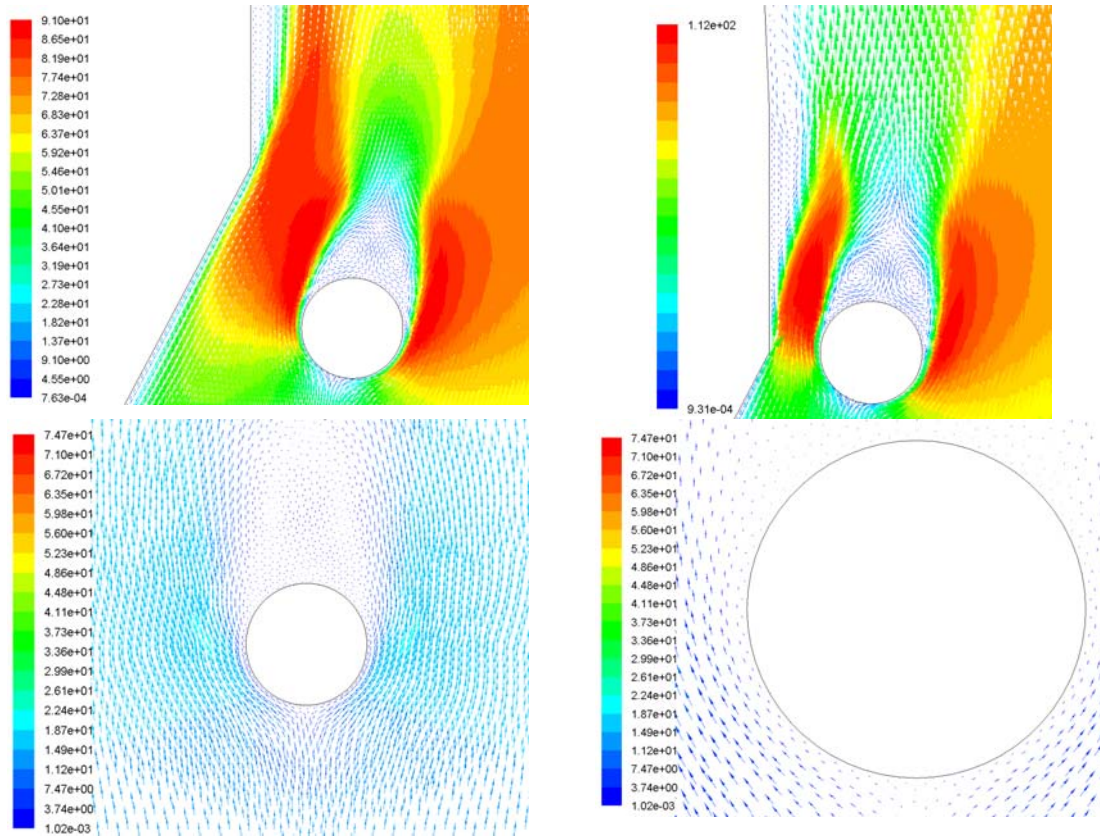 9.10e+01
8.65e+01
8.19e+01
7.74e+01
7.28e+01
6.83e+01
6.37e+01
5.92e+01
5.46e+01
5.01e+01
4.55e+01
4.10e+01
3.64e+01
3.19e+01
2.73e+01
2.28e+01
1.82e+01
1.37e+01
9.10e+00
4.55e+00
7.63e-04
1.12e+02
9.31e-04
7.47e+01
7.10e+01
6.72e+01
6.35e+01
5.98e+01
5.60e+01
5.23e+01
4.86e+01
4.48e+01
4.11e+01
3.73e+01
3.36e+01
2.99e+01
2.61e+01
2.24e+01
1.87e+01
1.49e+01
1.12e+01
7.47e+00
3.74e+00
1.02e-03
7.47e+01
7.10e+01
6.72e+01
6.35e+01
5.98e+01
5.60e+01
5.23e+01
4.86e+01
4.48e+01
4.11e+01
3.73e+01
3.36e+01
2.99e+01
2.61e+01
2.24e+01
1.87e+01
1.49e+01
1.12e+01
7.47e+00
3.74e+00
1.02e-03